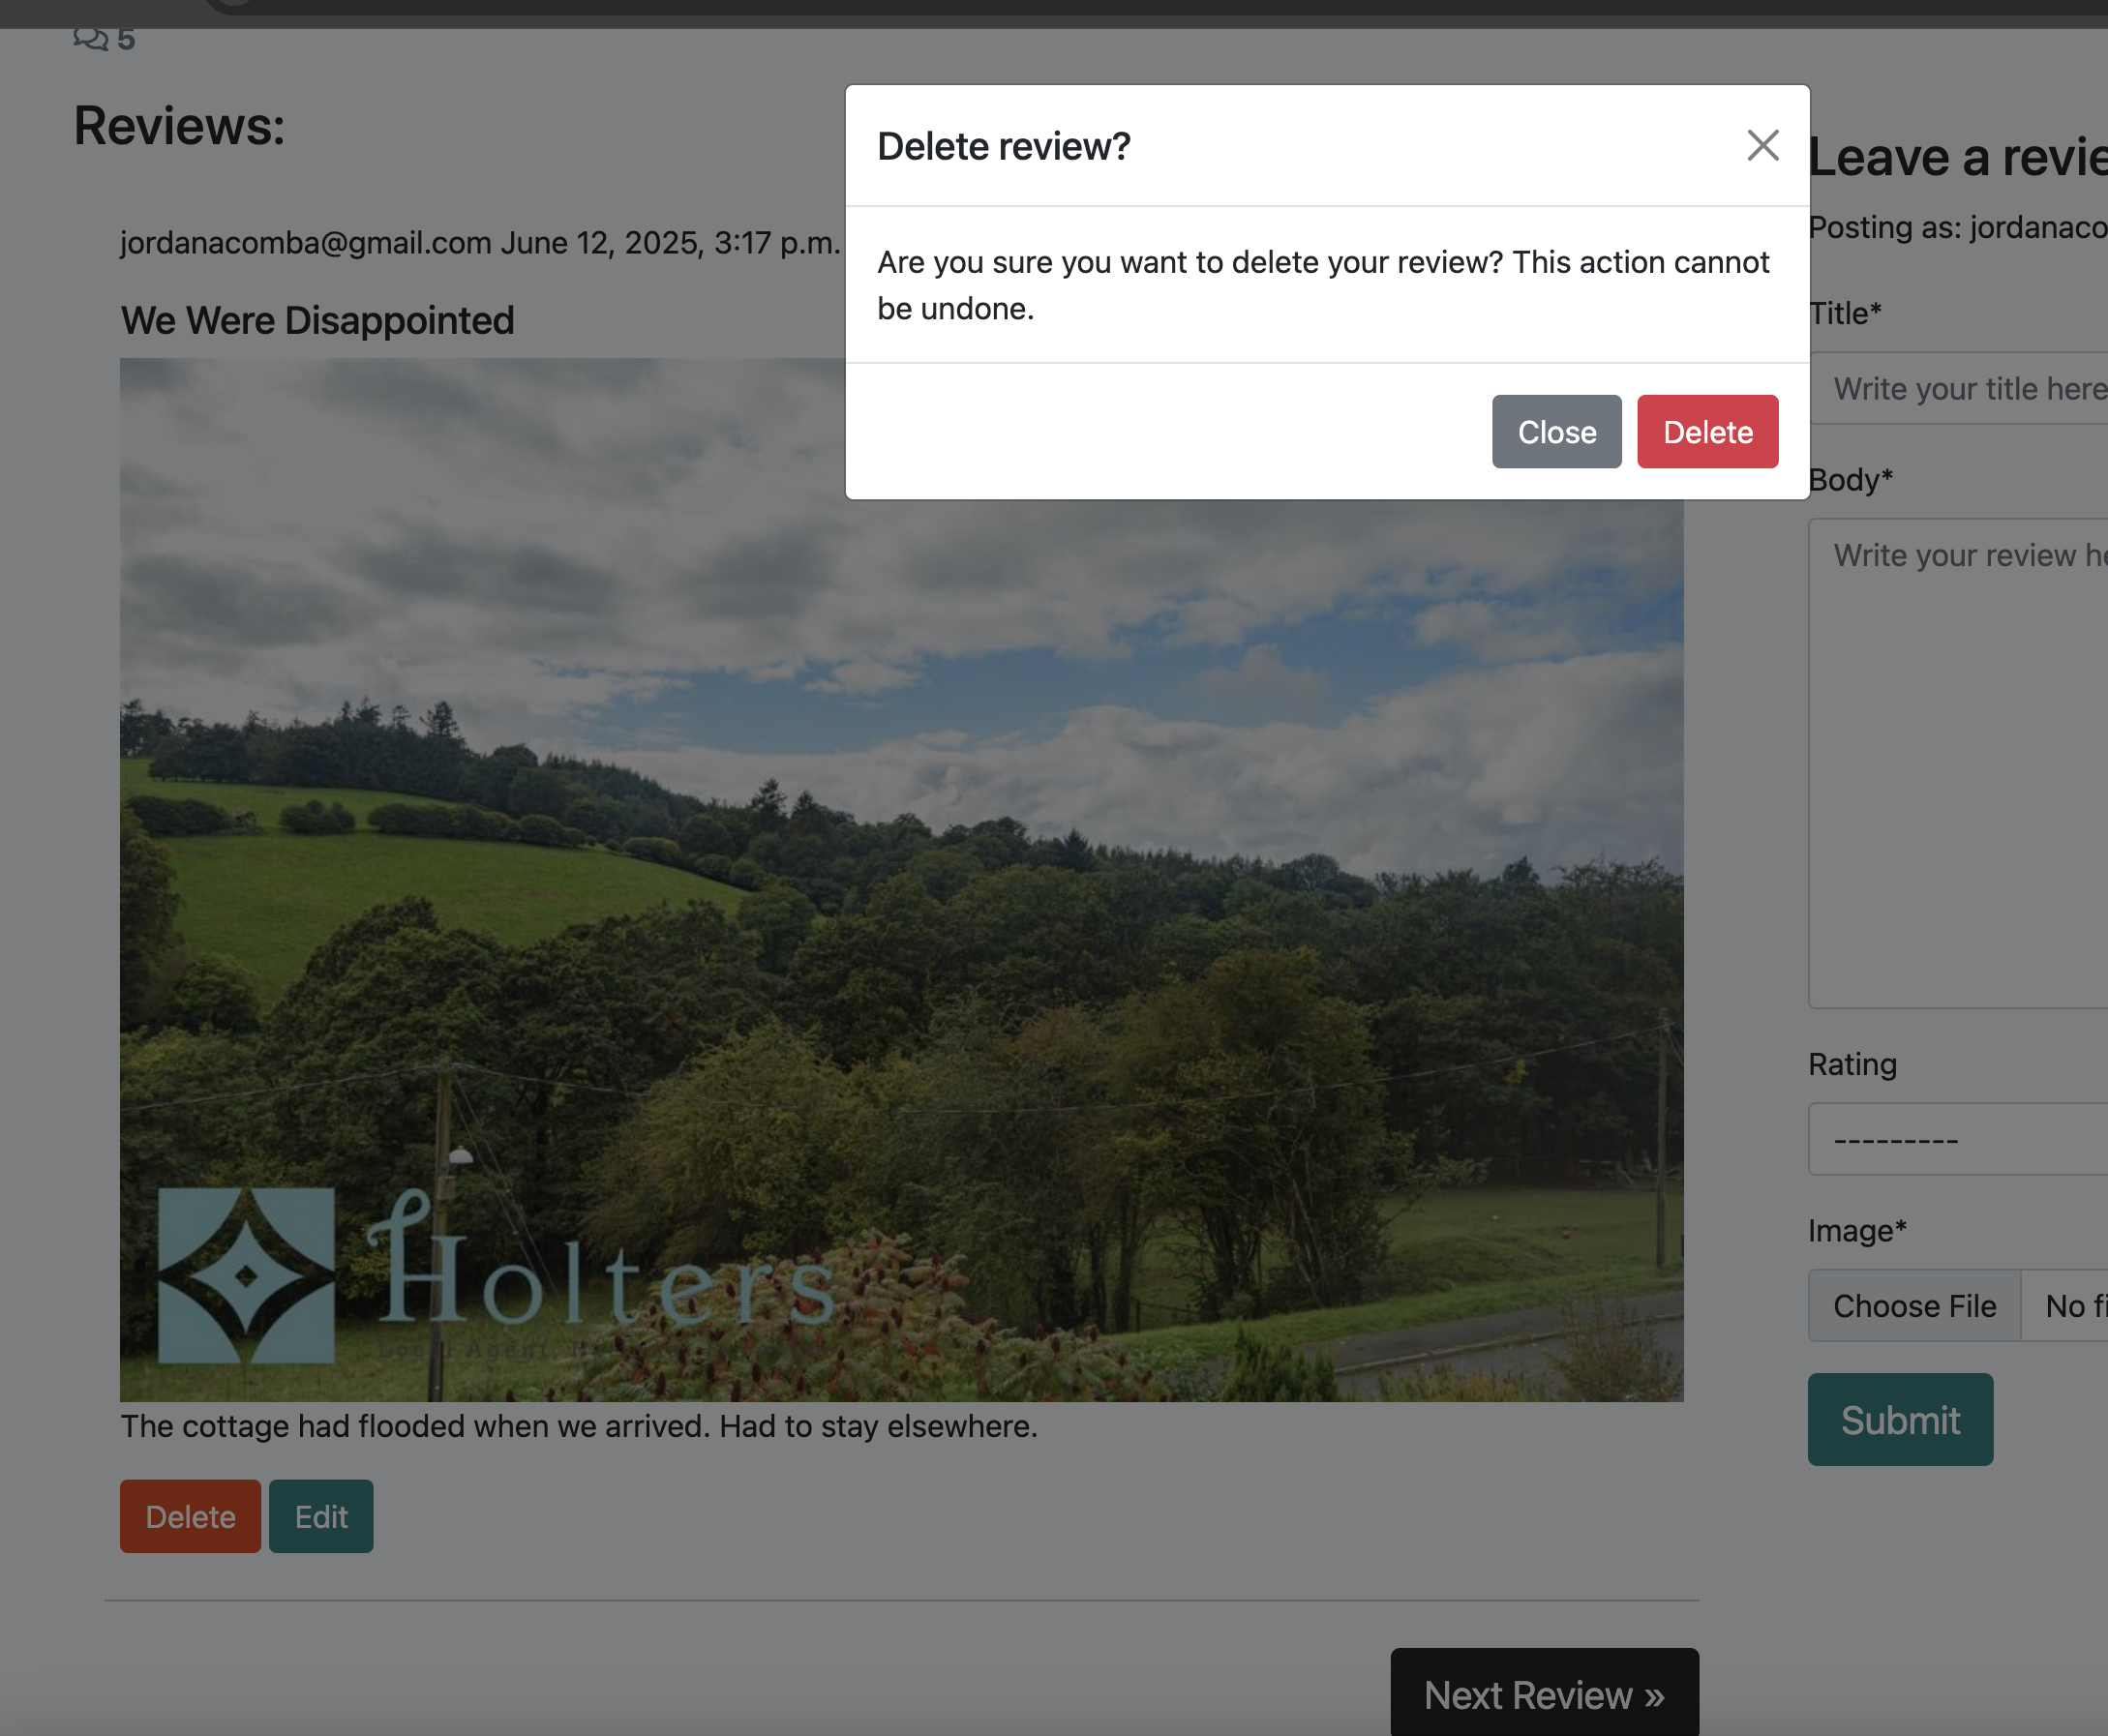 5
Reviews:
jordanacomba@gmail.com June 12, 2025, 3:17 p.m.
We Were Disappointed
Holters
The cottage had flooded when we arrived. Had to stay elsewhere.
Delete Edit
Next Review »
Delete review?
Are you sure you want to delete your review? This action cannot
be undone.
Close Delete
Leave a revie
Posting as: jordanaco
Title*
Write your title here
Body*
Write your review he
Rating
---------
Image*
Choose File No fi
Submit